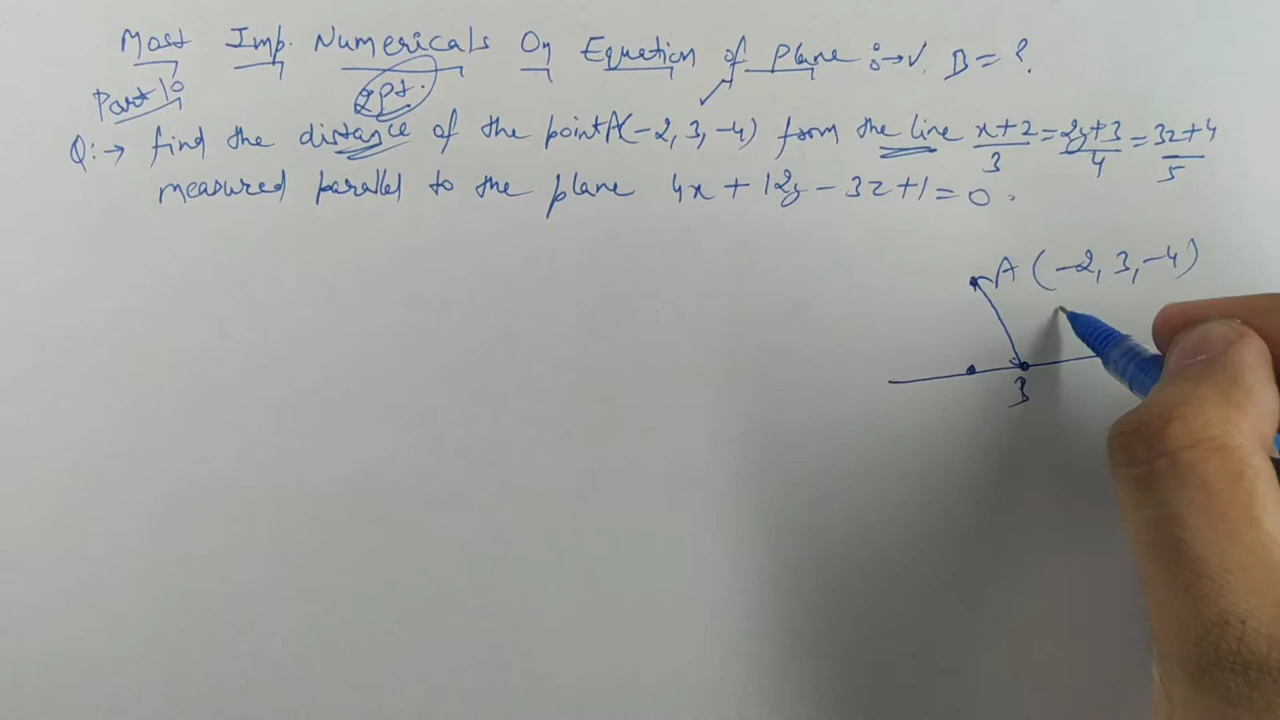 Most Imp. Numericals On Equation of Plane :→ ✓. B = ?
Part 10
2Pt.
Q:→ find the distance of the point A(-2, 3, -4) from the line x+2/3 = 2y+3/4 = 3z+4/5
measured parallel to the plane 4x + 12y - 3z + 1 = 0.
A (-2, 3, -4)
B